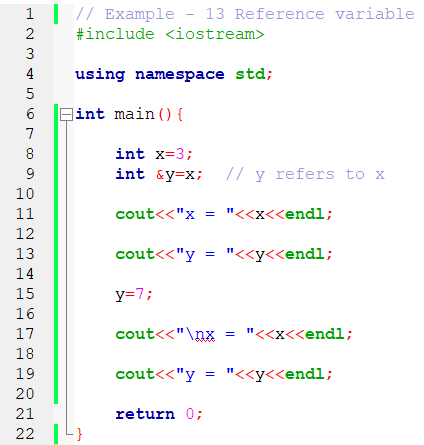 1 // Example - 13 Reference variable
2 #include <iostream>
3
4 using namespace std;
5
6 int main(){
7
8 int x=3;
9 int &y=x;  // y refers to x
10
11 cout<<"x = "<<x<<endl;
12
13 cout<<"y = "<<y<<endl;
14
15 y=7;
16
17 cout<<"\nx = "<<x<<endl;
18
19 cout<<"y = "<<y<<endl;
20
21 return 0;
22 }